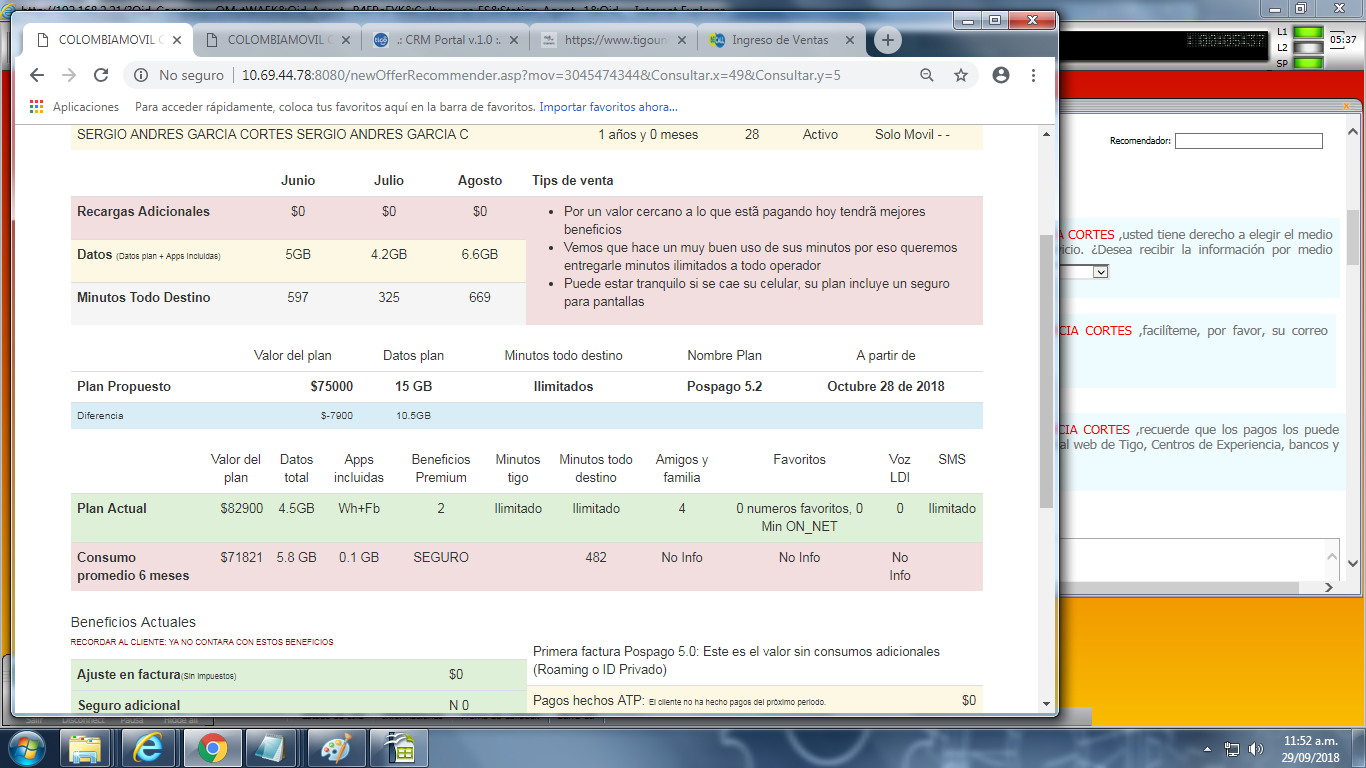 COLOMBIAMOVIL
COLOMBIAMOVIL
.: CRM Portal v.1.0 :.
https://www.tigoun
Ingreso de Ventas
L1
L2
SP
05:37
No seguro
10.69.44.78:8080/newOfferRecommender.asp?mov=3045474344&Consultar.x=49&Consultar.y=5
Aplicaciones
Para acceder rápidamente, coloca tus favoritos aquí en la barra de favoritos. Importar favoritos ahora...
SERGIO ANDRES GARCIA CORTES SERGIO ANDRES GARCIA C 1 años y 0 meses 28 Activo Solo Movil - -
Junio Julio Agosto Tips de venta
Recargas Adicionales $0 $0 $0
Datos (Datos plan + Apps Incluidas) 5GB 4.2GB 6.6GB
Minutos Todo Destino 597 325 669
Por un valor cercano a lo que estã pagando hoy tendrã mejores
beneficios
Vemos que hace un muy buen uso de sus minutos por eso queremos
entregarle minutos ilimitados a todo operador
Puede estar tranquilo si se cae su celular, su plan incluye un seguro
para pantallas
Valor del plan Datos plan Minutos todo destino Nombre Plan A partir de
Plan Propuesto $75000 15 GB Ilimitados Pospago 5.2 Octubre 28 de 2018
Diferencia $-7900 10.5GB
Valor del plan Datos total Apps incluidas Beneficios Premium Minutos tigo Minutos todo destino Amigos y familia Favoritos Voz LDI SMS
Plan Actual $82900 4.5GB Wh+Fb 2 Ilimitado Ilimitado 4 0 numeros favoritos, 0 Min ON_NET 0 Ilimitado
Consumo promedio 6 meses $71821 5.8 GB 0.1 GB SEGURO 482 No Info No Info No Info
Beneficios Actuales
RECORDAR AL CLIENTE: YA NO CONTARA CON ESTOS BENEFICIOS
Ajuste en factura(Sin Impuestos) $0
Seguro adicional N 0
Primera factura Pospago 5.0: Este es el valor sin consumos adicionales
(Roaming o ID Privado)
Pagos hechos ATP: El cliente no ha hecho pagos del próximo periodo. $0
Recomendador:
CORTES ,usted tiene derecho a elegir el medio
¿Desea recibir la información por medio
CORTES ,facilíteme, por favor, su correo
CORTES ,recuerde que los pagos los puede
al web de Tigo, Centros de Experiencia, bancos y
11:52 a.m.
29/09/2018